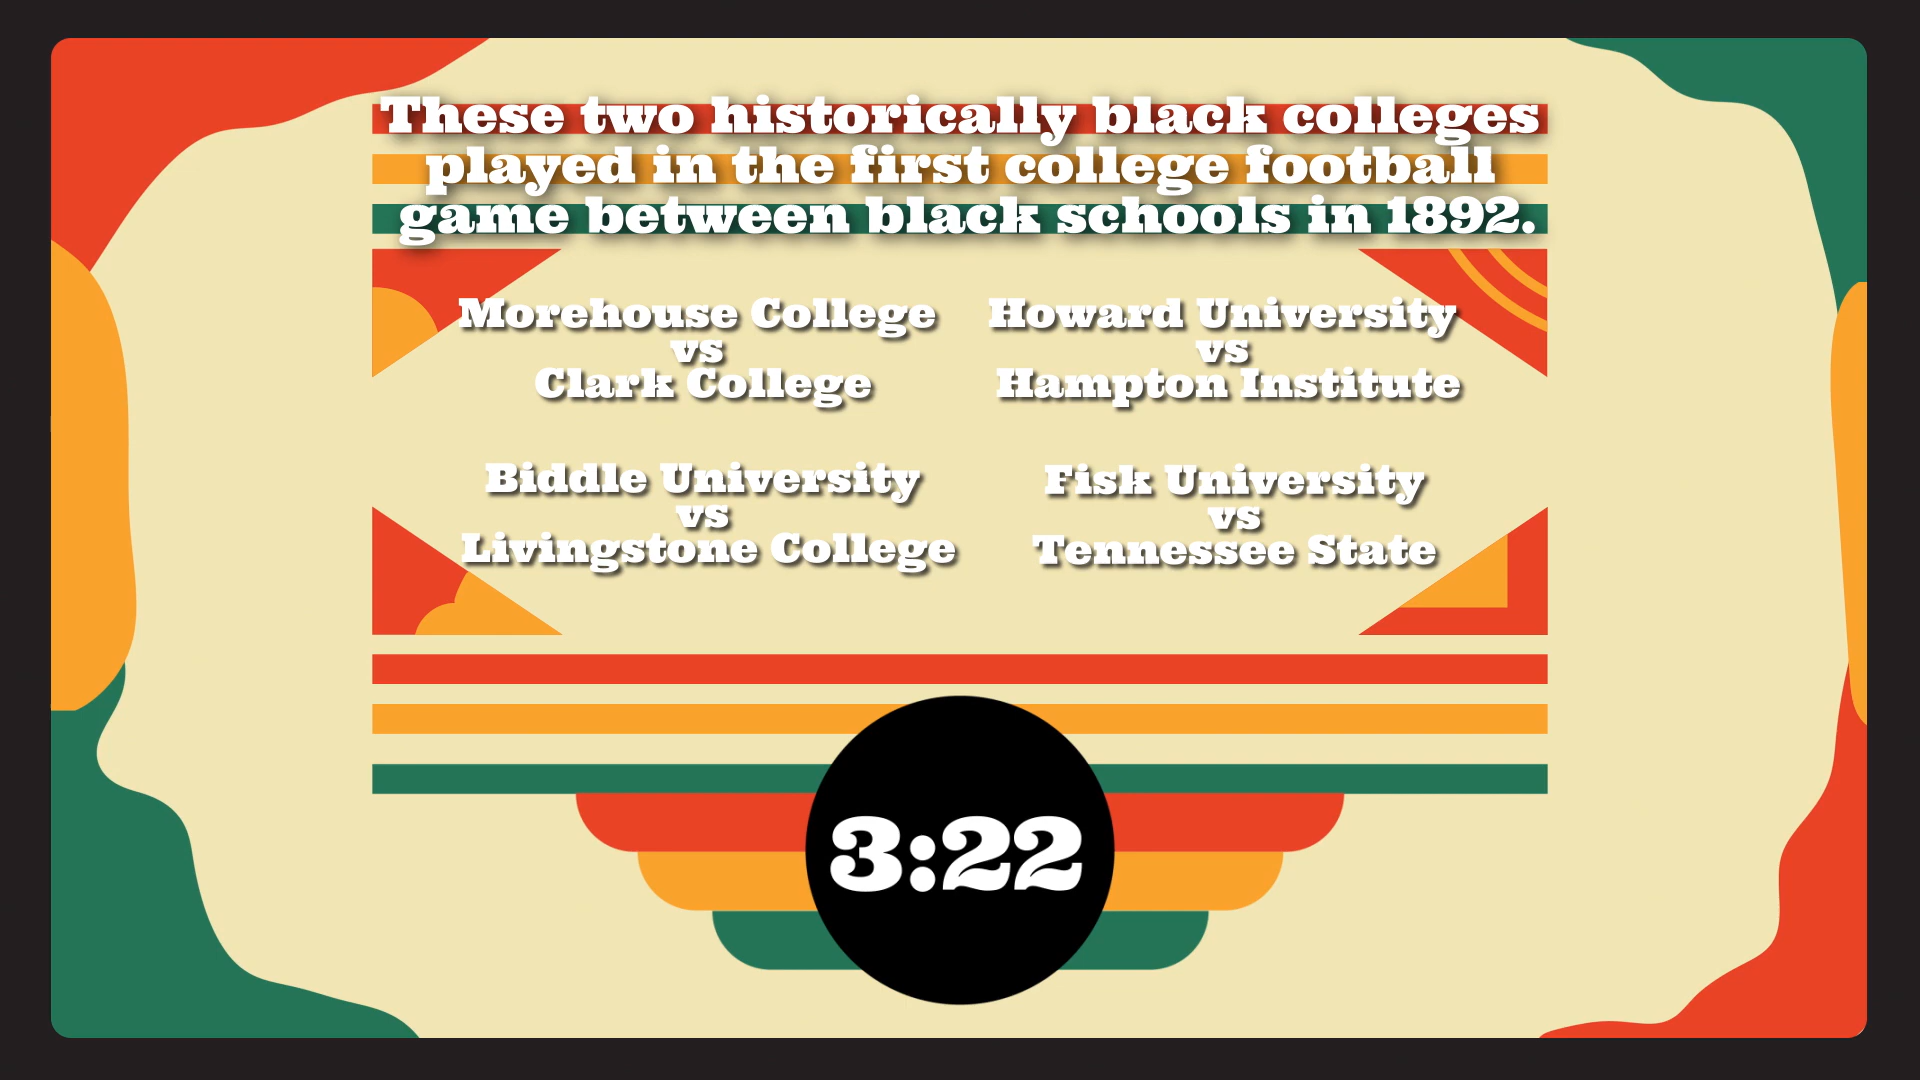 These two historically black colleges
played in the first college football
game between black schools in 1892.
Morehouse College
vs
Clark College
Howard University
vs
Hampton Institute
Biddle University
vs
Livingstone College
Fisk University
vs
Tennessee State
3:22